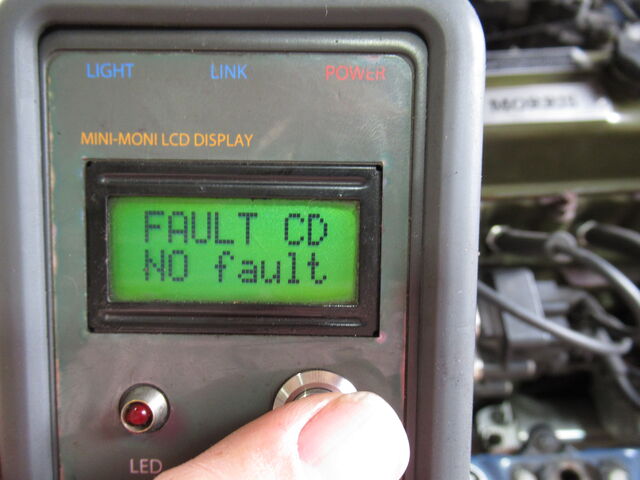 LIGHT LINK POWER
MINI-MONI LCD DISPLAY
FAULT CD
NO fault
LED